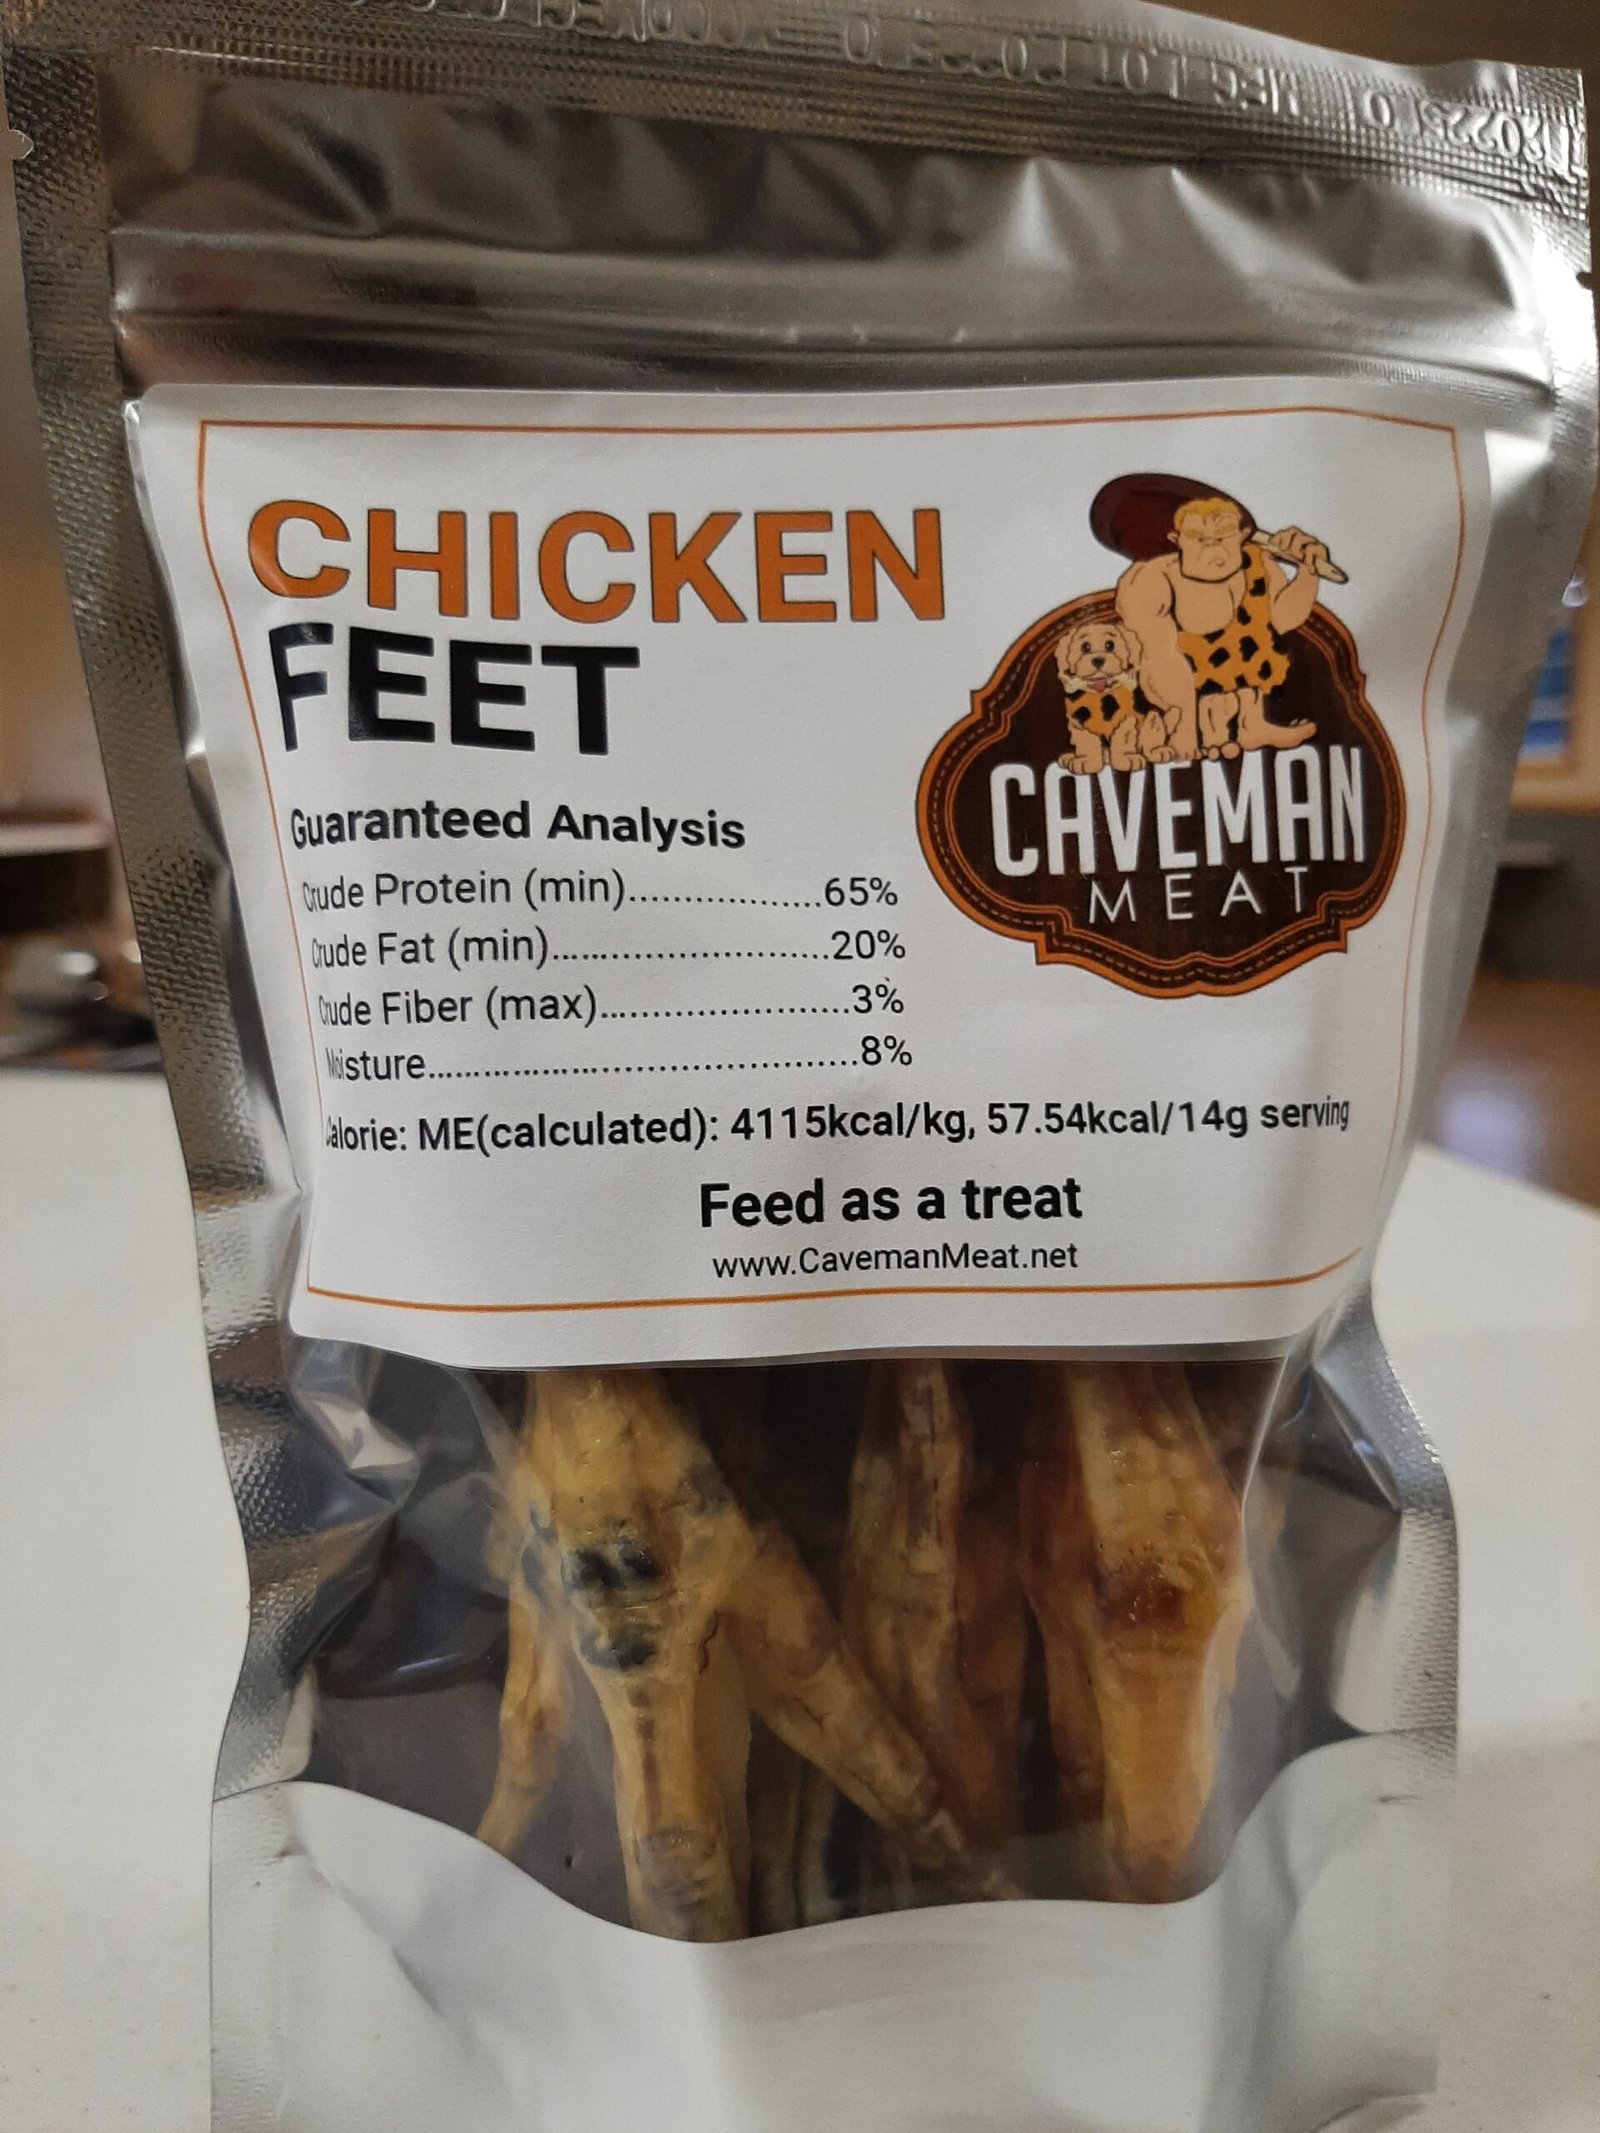 CHICKEN
FEET
CAVEMAN
MEAT
Guaranteed Analysis
Crude Protein (min)...................65%
Crude Fat (min)............................20%
Crude Fiber (max).........................3%
Moisture..........................................8%
Calorie: ME(calculated): 4115kcal/kg, 57.54kcal/14g serving
Feed as a treat
www.CavemanMeat.net